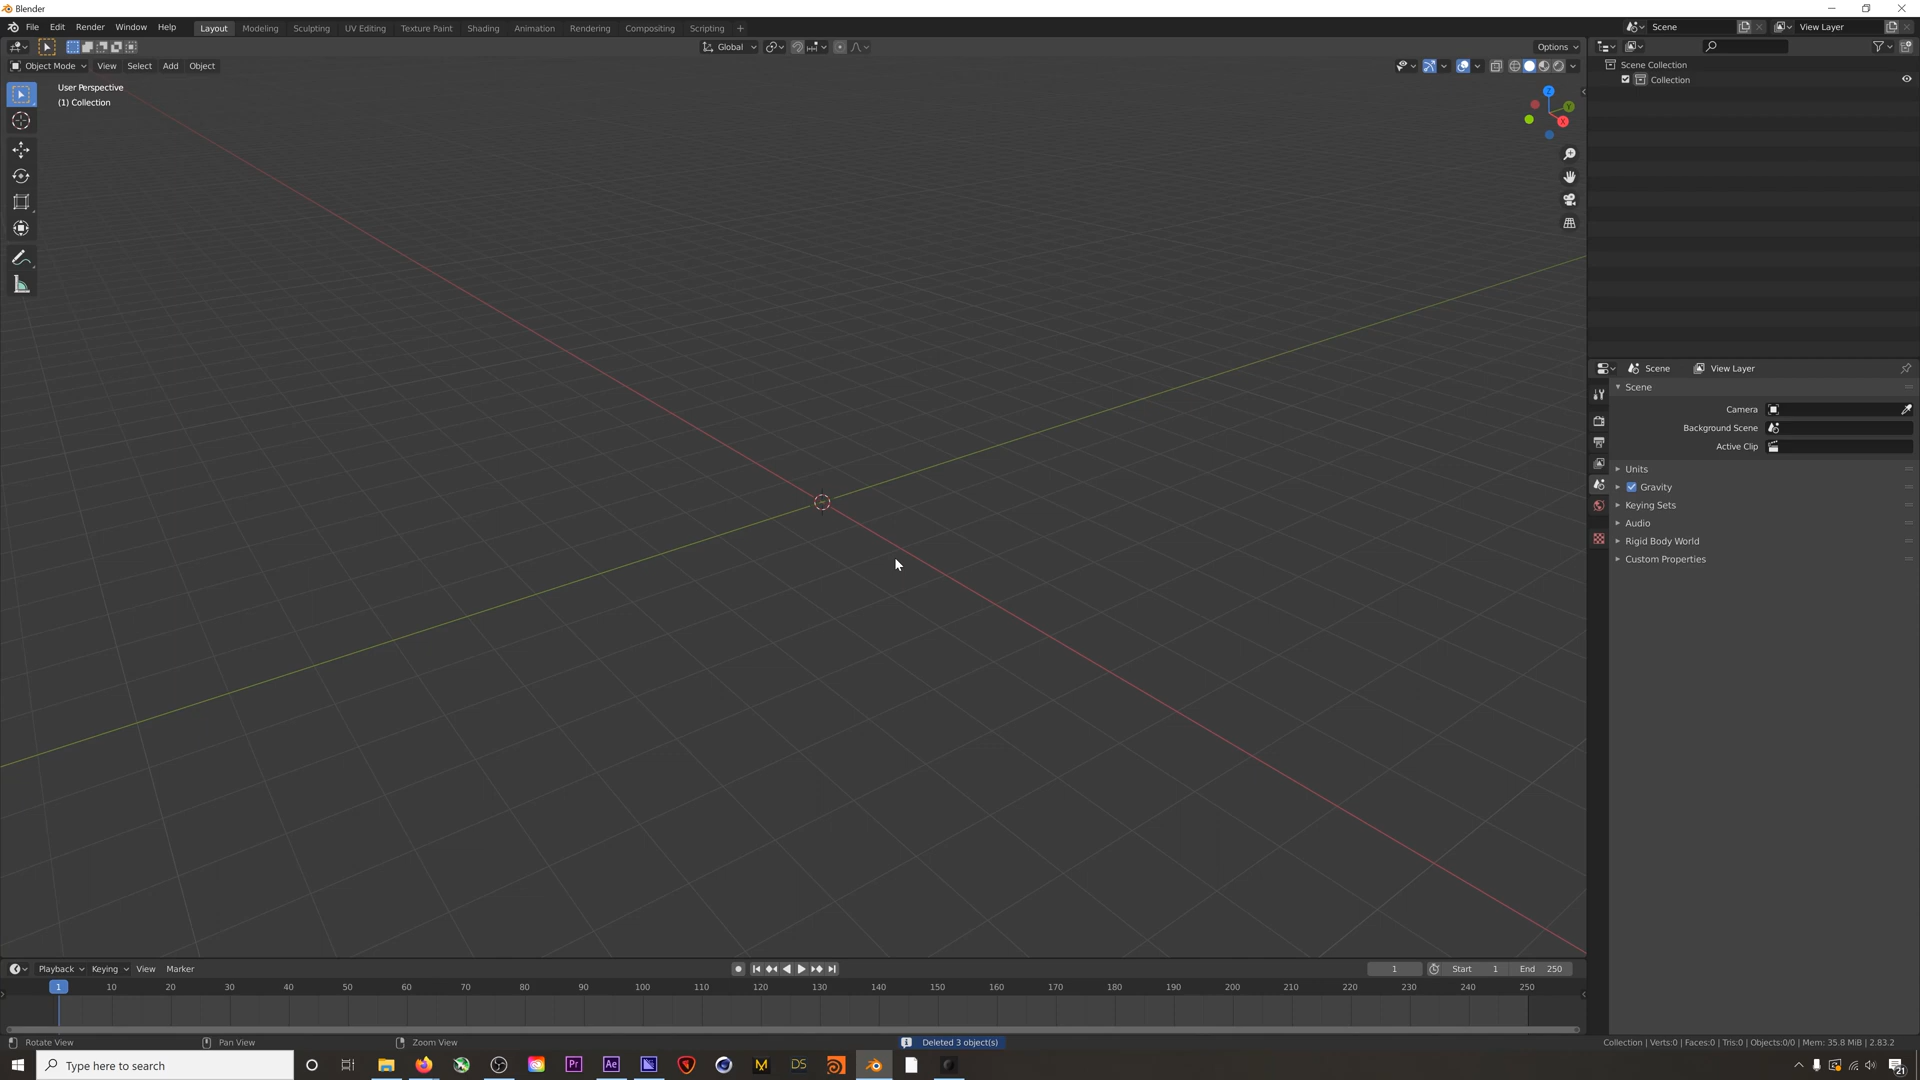 Blender
File Edit Render Window Help Layout Modeling Sculpting UV Editing Texture Paint Shading Animation Rendering Compositing Scripting + Scene View Layer
Global Options
Object Mode View Select Add Object
User Perspective
(1) Collection
Z
Y
X
Scene Collection
Collection
Scene View Layer
Scene
Camera
Background Scene
Active Clip
Units
Gravity
Keying Sets
Audio
Rigid Body World
Custom Properties
Playback Keying View Marker 1 Start 1 End 250
1 10 20 30 40 50 60 70 80 90 100 110 120 130 140 150 160 170 180 190 200 210 220 230 240 250
Rotate View Pan View Zoom View Deleted 3 object(s) Collection | Verts:0 | Faces:0 | Tris:0 | Objects:0/0 | Mem: 35.8 MiB | 2.83.2
Type here to search Pr Ae M DS 21